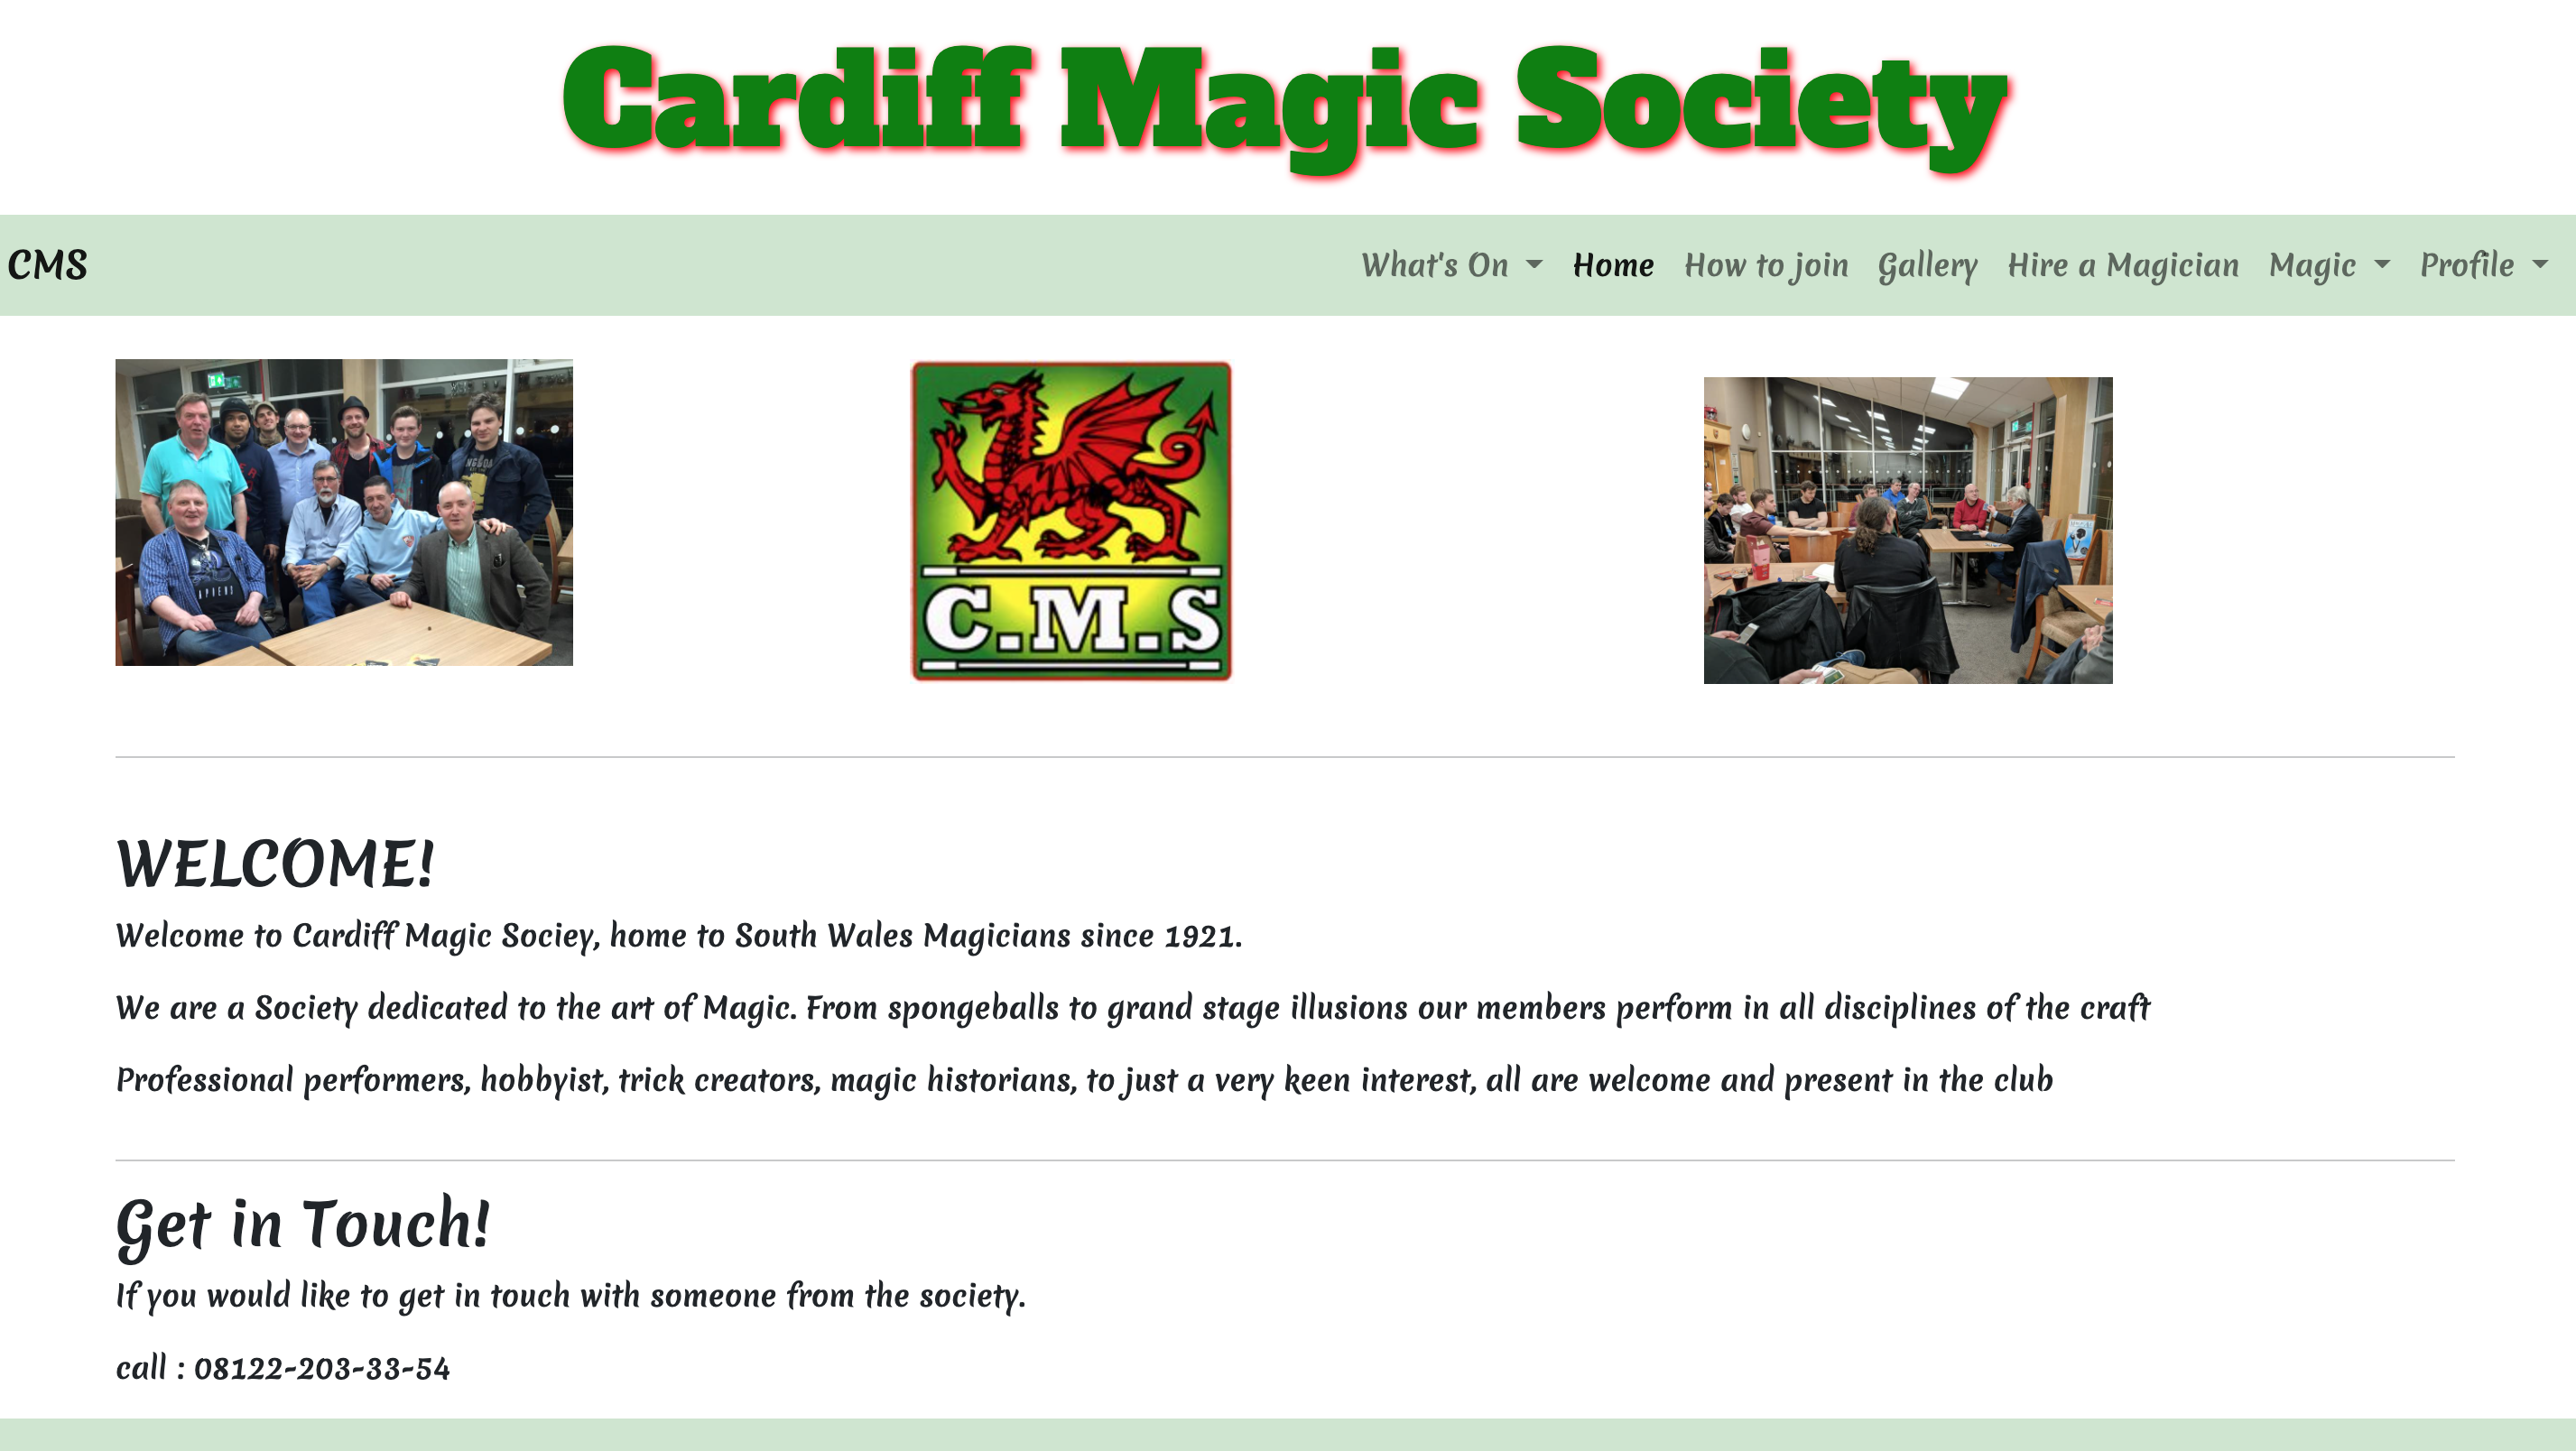 Cardiff Magic Society
CMS
What's On Home How to join Gallery Hire a Magician Magic Profile
C.M.S
WELCOME!
Welcome to Cardiff Magic Sociey, home to South Wales Magicians since 1921.
We are a Society dedicated to the art of Magic. From spongeballs to grand stage illusions our members perform in all disciplines of the craft
Professional performers, hobbyist, trick creators, magic historians, to just a very keen interest, all are welcome and present in the club
Get in Touch!
If you would like to get in touch with someone from the society.
call : 08122-203-33-54